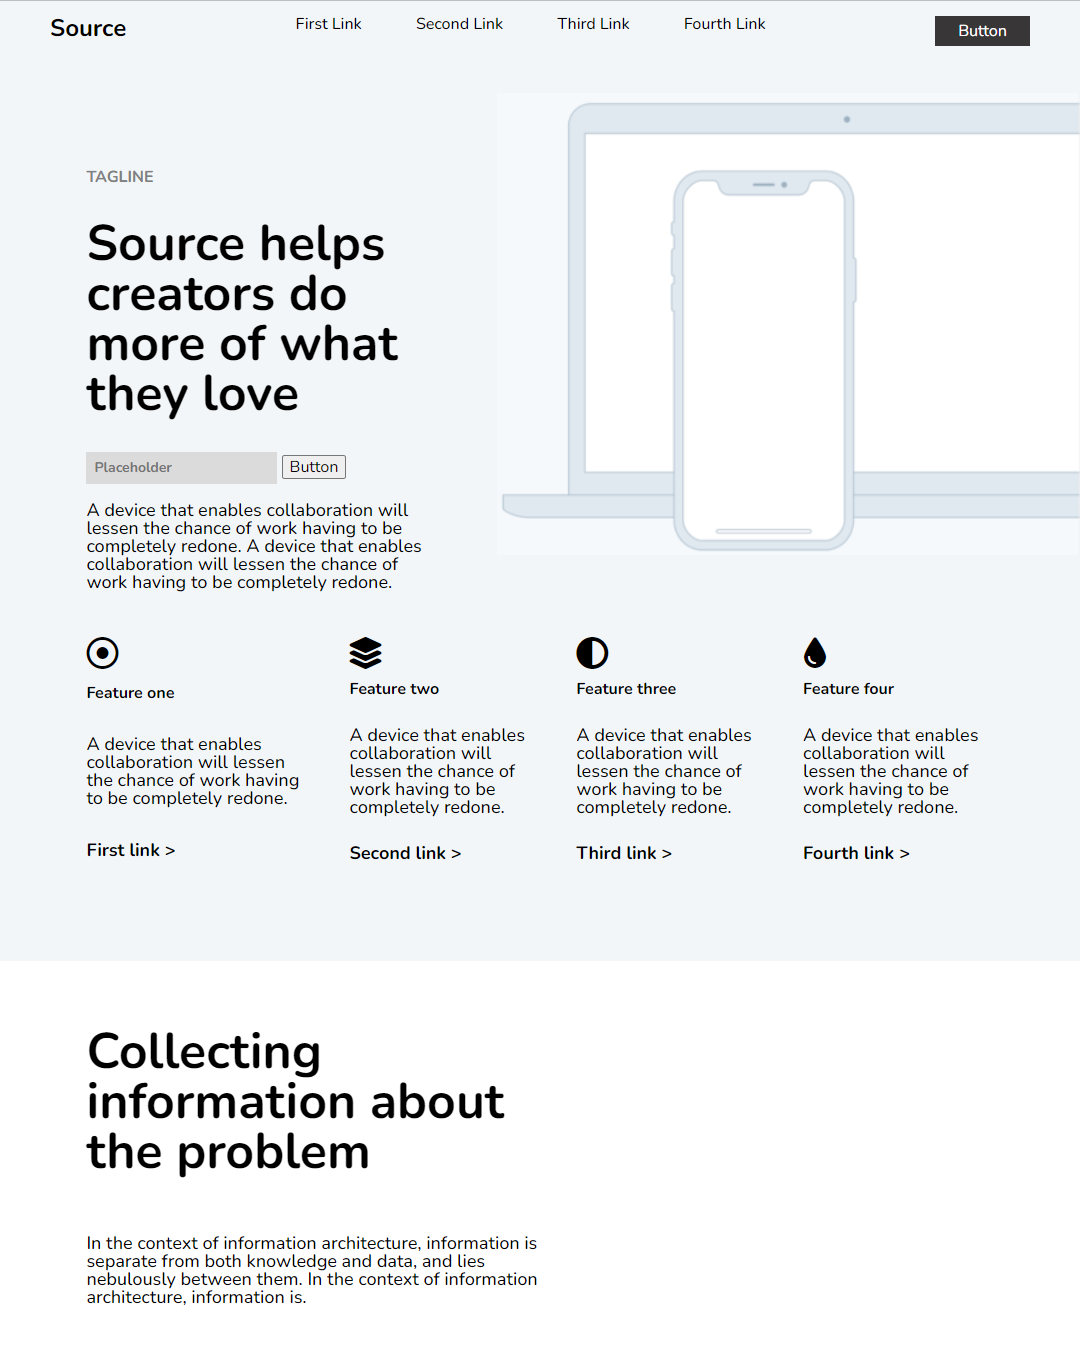 Source
First Link
Second Link
Third Link
Fourth Link
Button
TAGLINE
Source helps
creators do
more of what
they love
Placeholder
Button
A device that enables collaboration will
lessen the chance of work having to be
completely redone. A device that enables
collaboration will lessen the chance of
work having to be completely redone.
Feature one
A device that enables
collaboration will lessen
the chance of work having
to be completely redone.
First link >
Feature two
A device that enables
collaboration will
lessen the chance of
work having to be
completely redone.
Second link >
Feature three
A device that enables
collaboration will
lessen the chance of
work having to be
completely redone.
Third link >
Feature four
A device that enables
collaboration will
lessen the chance of
work having to be
completely redone.
Fourth link >
Collecting
information about
the problem
In the context of information architecture, information is
separate from both knowledge and data, and lies
nebulously between them. In the context of information
architecture, information is.